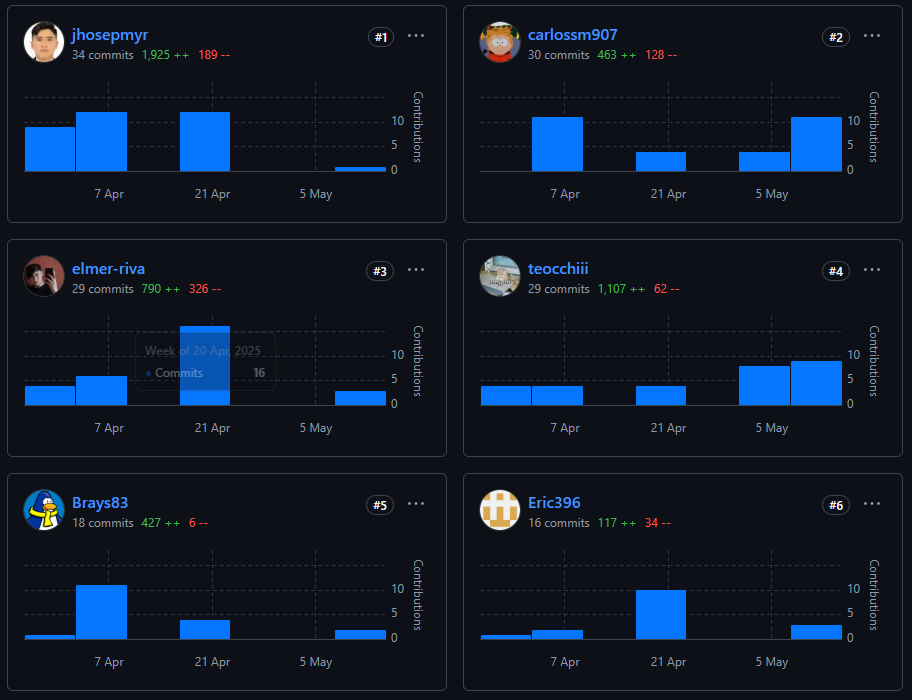 jhosepmyr
#1
34 commits 1,925 ++ 189 --
Contributions
10
5
0
7 Apr 21 Apr 5 May
carlossm907
#2
30 commits 463 ++ 128 --
Contributions
10
5
0
7 Apr 21 Apr 5 May
elmer-riva
#3
29 commits 790 ++ 326 --
Contributions
Week of 20 Apr, 2025
Commits 16
10
5
0
7 Apr 21 Apr 5 May
teocchiii
#4
29 commits 1,107 ++ 62 --
Contributions
10
5
0
7 Apr 21 Apr 5 May
Brays83
#5
18 commits 427 ++ 6 --
Contributions
10
5
0
7 Apr 21 Apr 5 May
Eric396
#6
16 commits 117 ++ 34 --
Contributions
10
5
0
7 Apr 21 Apr 5 May